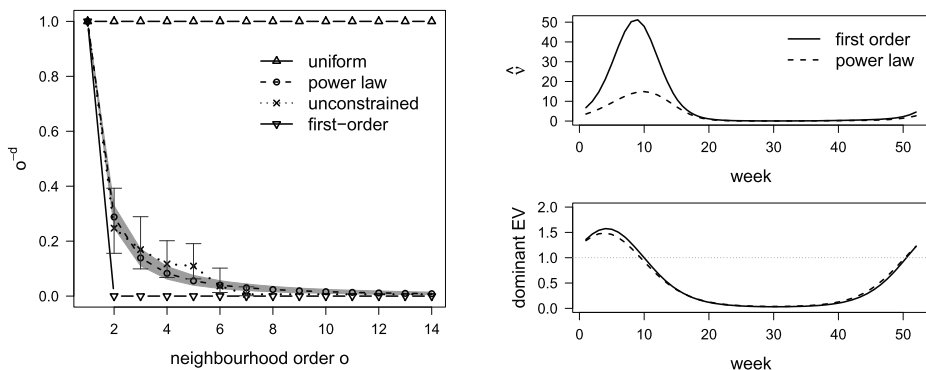 1.0
0.8
0.6
0.4
0.2
0.0
o⁻ᵈ
uniform
power law
unconstrained
first−order
2 4 6 8 10 12 14
neighbourhood order o
50
40
30
20
10
0
ν̂
first order
power law
0 10 20 30 40 50
week
2.0
1.5
1.0
0.5
0.0
dominant EV
0 10 20 30 40 50
week